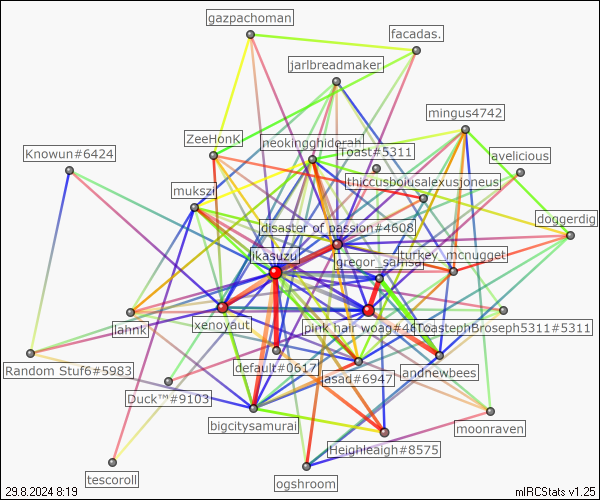 gazpachoman
facadas.
jarlbreadmaker
mingus4742
ZeeHonK
neokingghidorah
Toast#5311
Knowun#6424
avelicious
thiccusboiusalexusjoneus
mukszi
doggerdig
disaster of passion#4608
ikasuzu
gregor_samsa
turkey_mcnugget
lahnk
xenoyaut
pink hair woag#46
ToastephBroseph5311#5311
Random Stuf6#5983
default#0617
asad#6947
andnewbees
Duck™#9103
bigcitysamurai
moonraven
Heighleaigh#8575
tescoroll
ogshroom
29.8.2024 8:19
mIRCStats v1.25